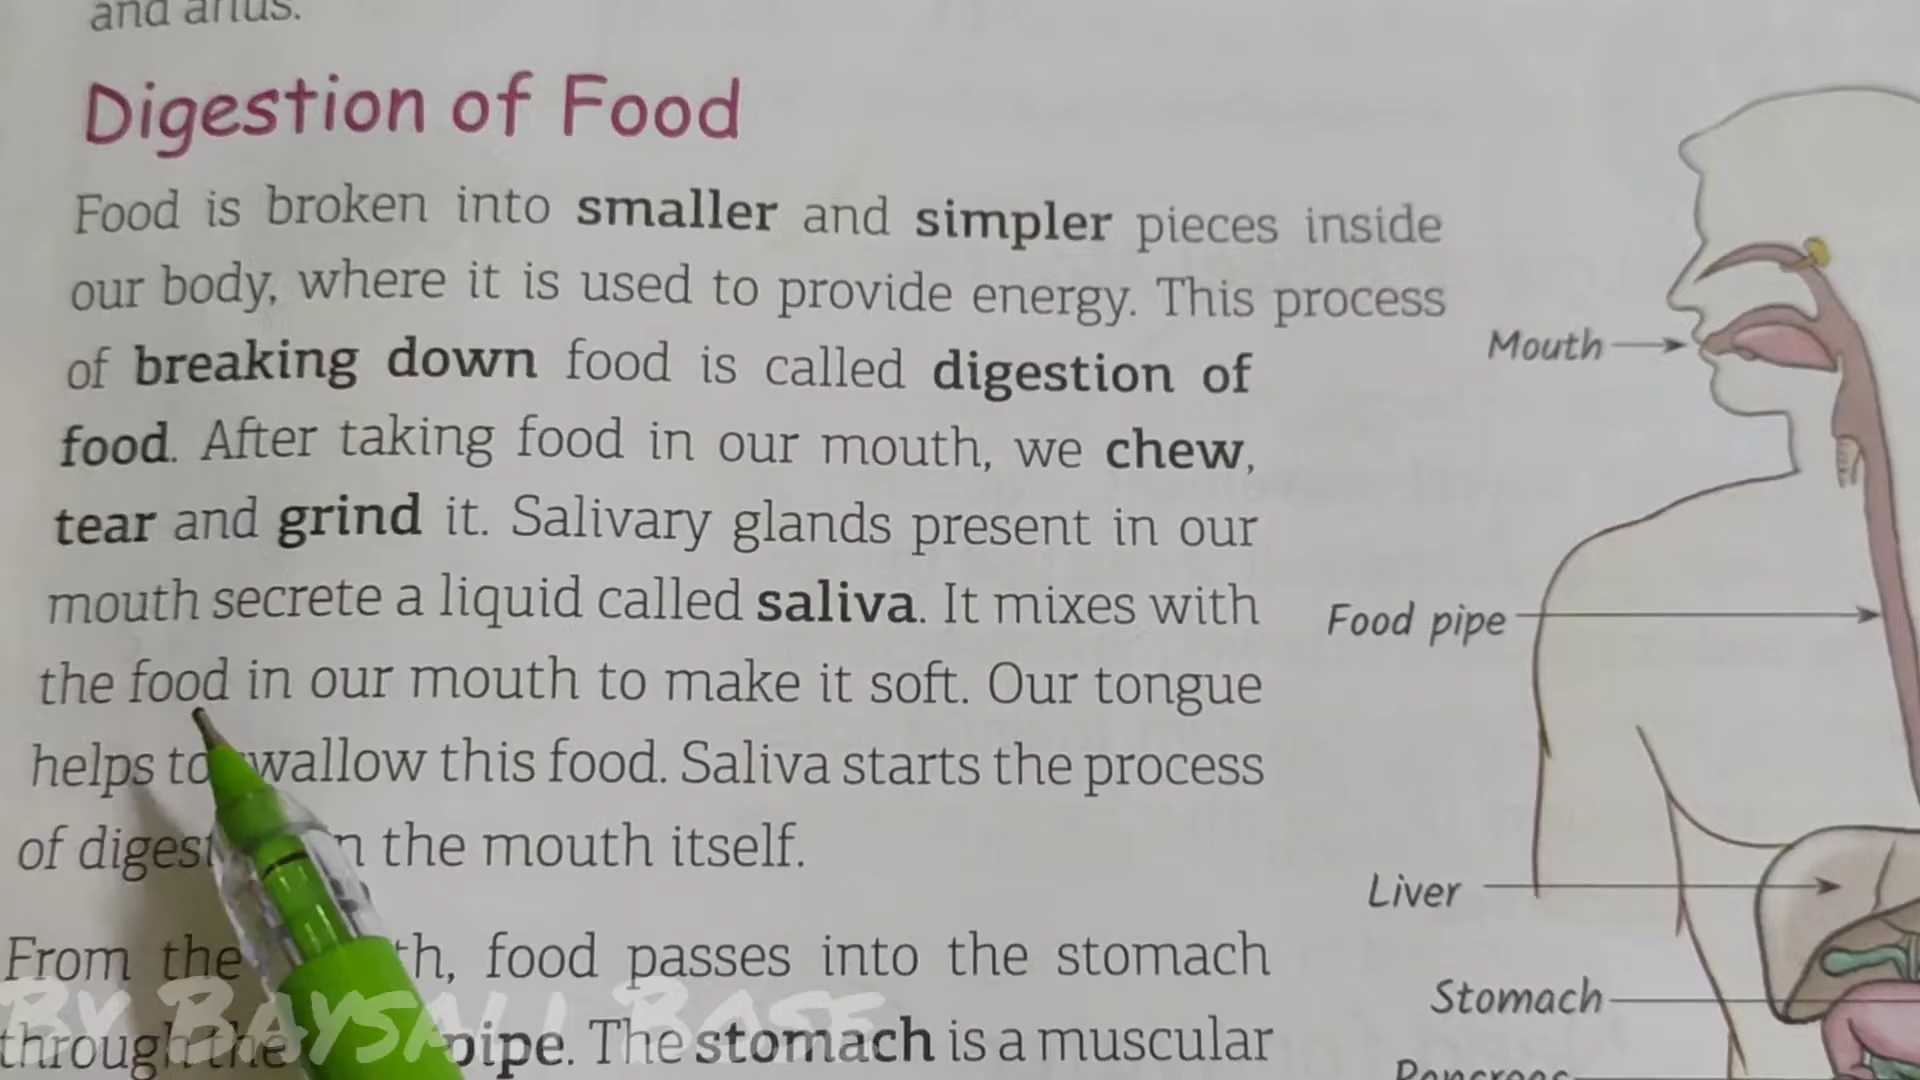 and
Digestion of Food
Food is broken into smaller and simpler pieces inside
our body, where it is used to provide energy. This process
of breaking down food is called digestion of
food. After taking food in our mouth, we chew,
tear and grind it. Salivary glands present in our
mouth secrete a liquid called saliva. It mixes with
the food in our mouth to make it soft. Our tongue
helps to wallow this food. Saliva starts the process
of digest n the mouth itself.
From the th, food passes into the stomach
through the pipe. The stomach is a muscular
Mouth
Food pipe
Liver
Stomach
By Baysali Bose